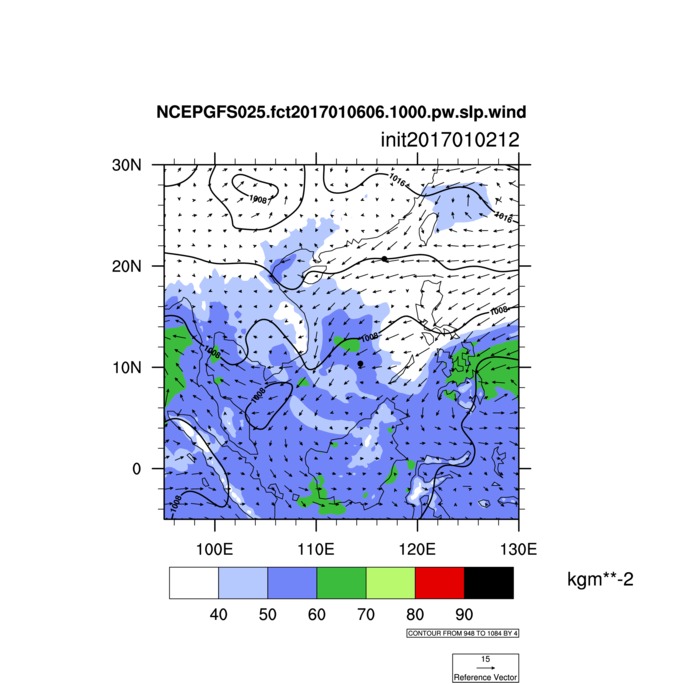 NCEPGFS025.fct2017010606.1000.pw.slp.wind
init2017010212
30N
1016
1008
1016
20N
1008
1008
1008
10N
1008
0
1008
100E 110E 120E 130E
kgm**-2
40 50 60 70 80 90
CONTOUR FROM 948 TO 1084 BY 4
15
Reference Vector